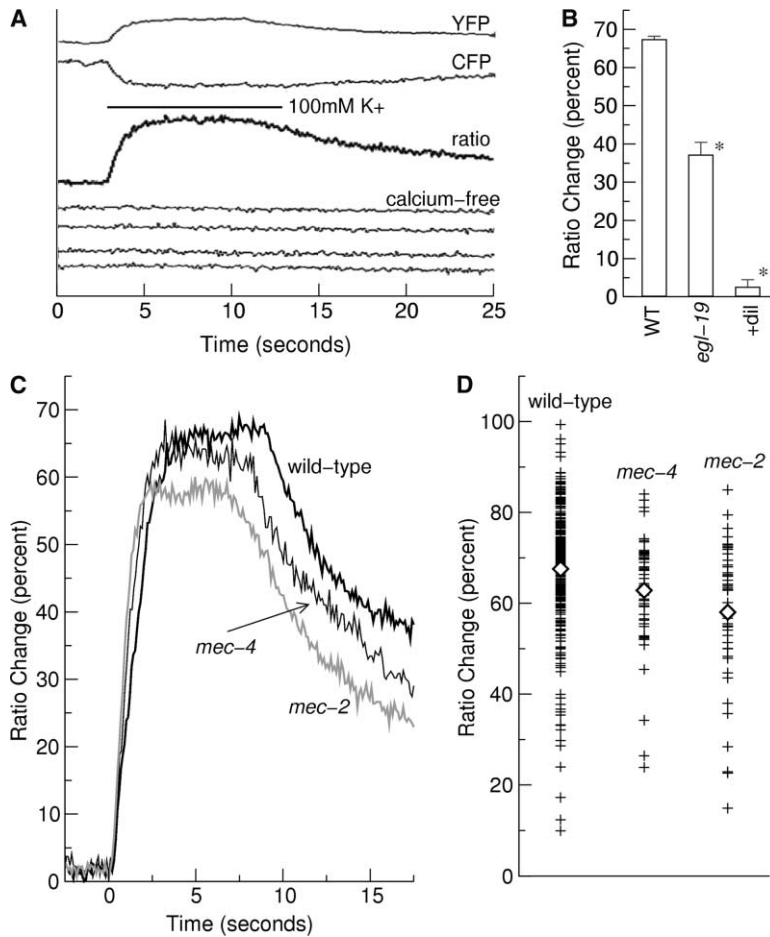 A
YFP
CFP
100mM K+
ratio
calcium-free
0 5 10 15 20 25
Time (seconds)
B
Ratio Change (percent)
70
60
50
40
30
20
10
0
*
*
WT
egl-19
+dil
C
Ratio Change (percent)
70
60
50
40
30
20
10
0
wild-type
mec-4
mec-2
0 5 10 15
Time (seconds)
D
Ratio Change (percent)
100
80
60
40
20
0
wild-type
mec-4
mec-2